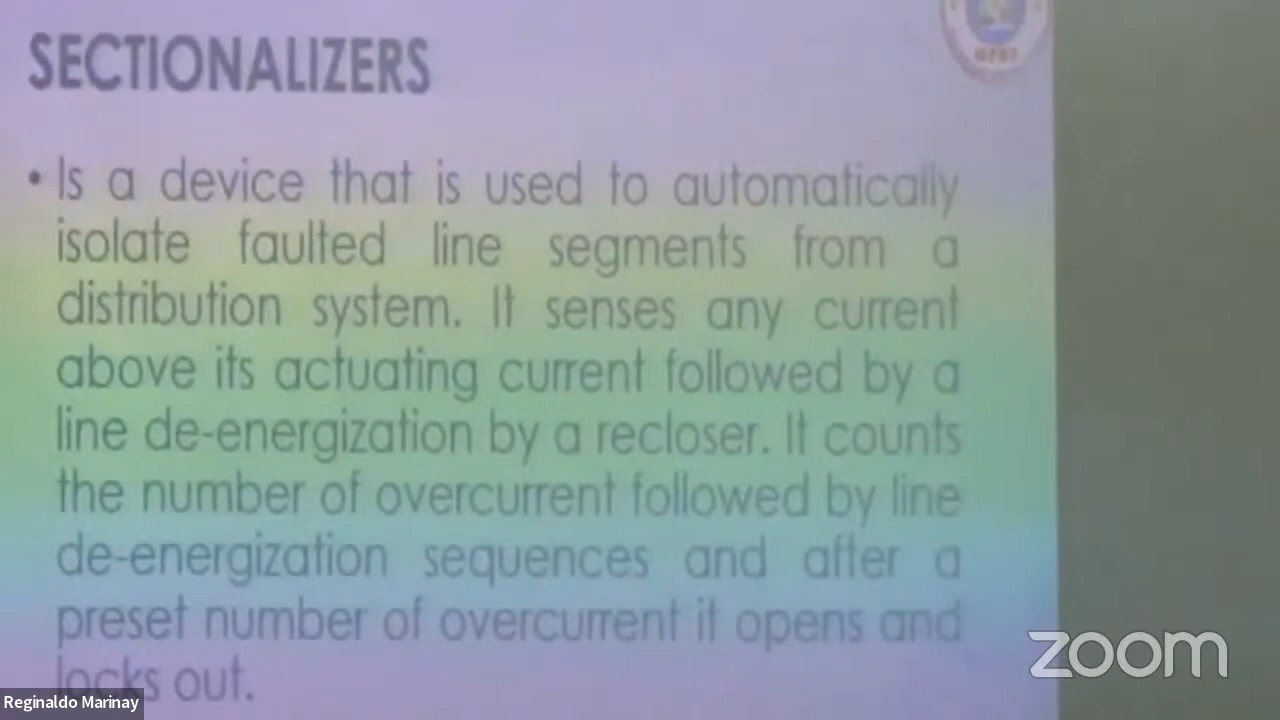 SECTIONALIZERS
• Is a device that is used to automatically
isolate faulted line segments from a
distribution system. It senses any current
above its actuating current followed by a
line de-energization by a recloser. It counts
the number of overcurrent followed by line
de-energization sequences and after a
preset number of overcurrent it opens and
locks out.
zoom
Reginaldo Marinay